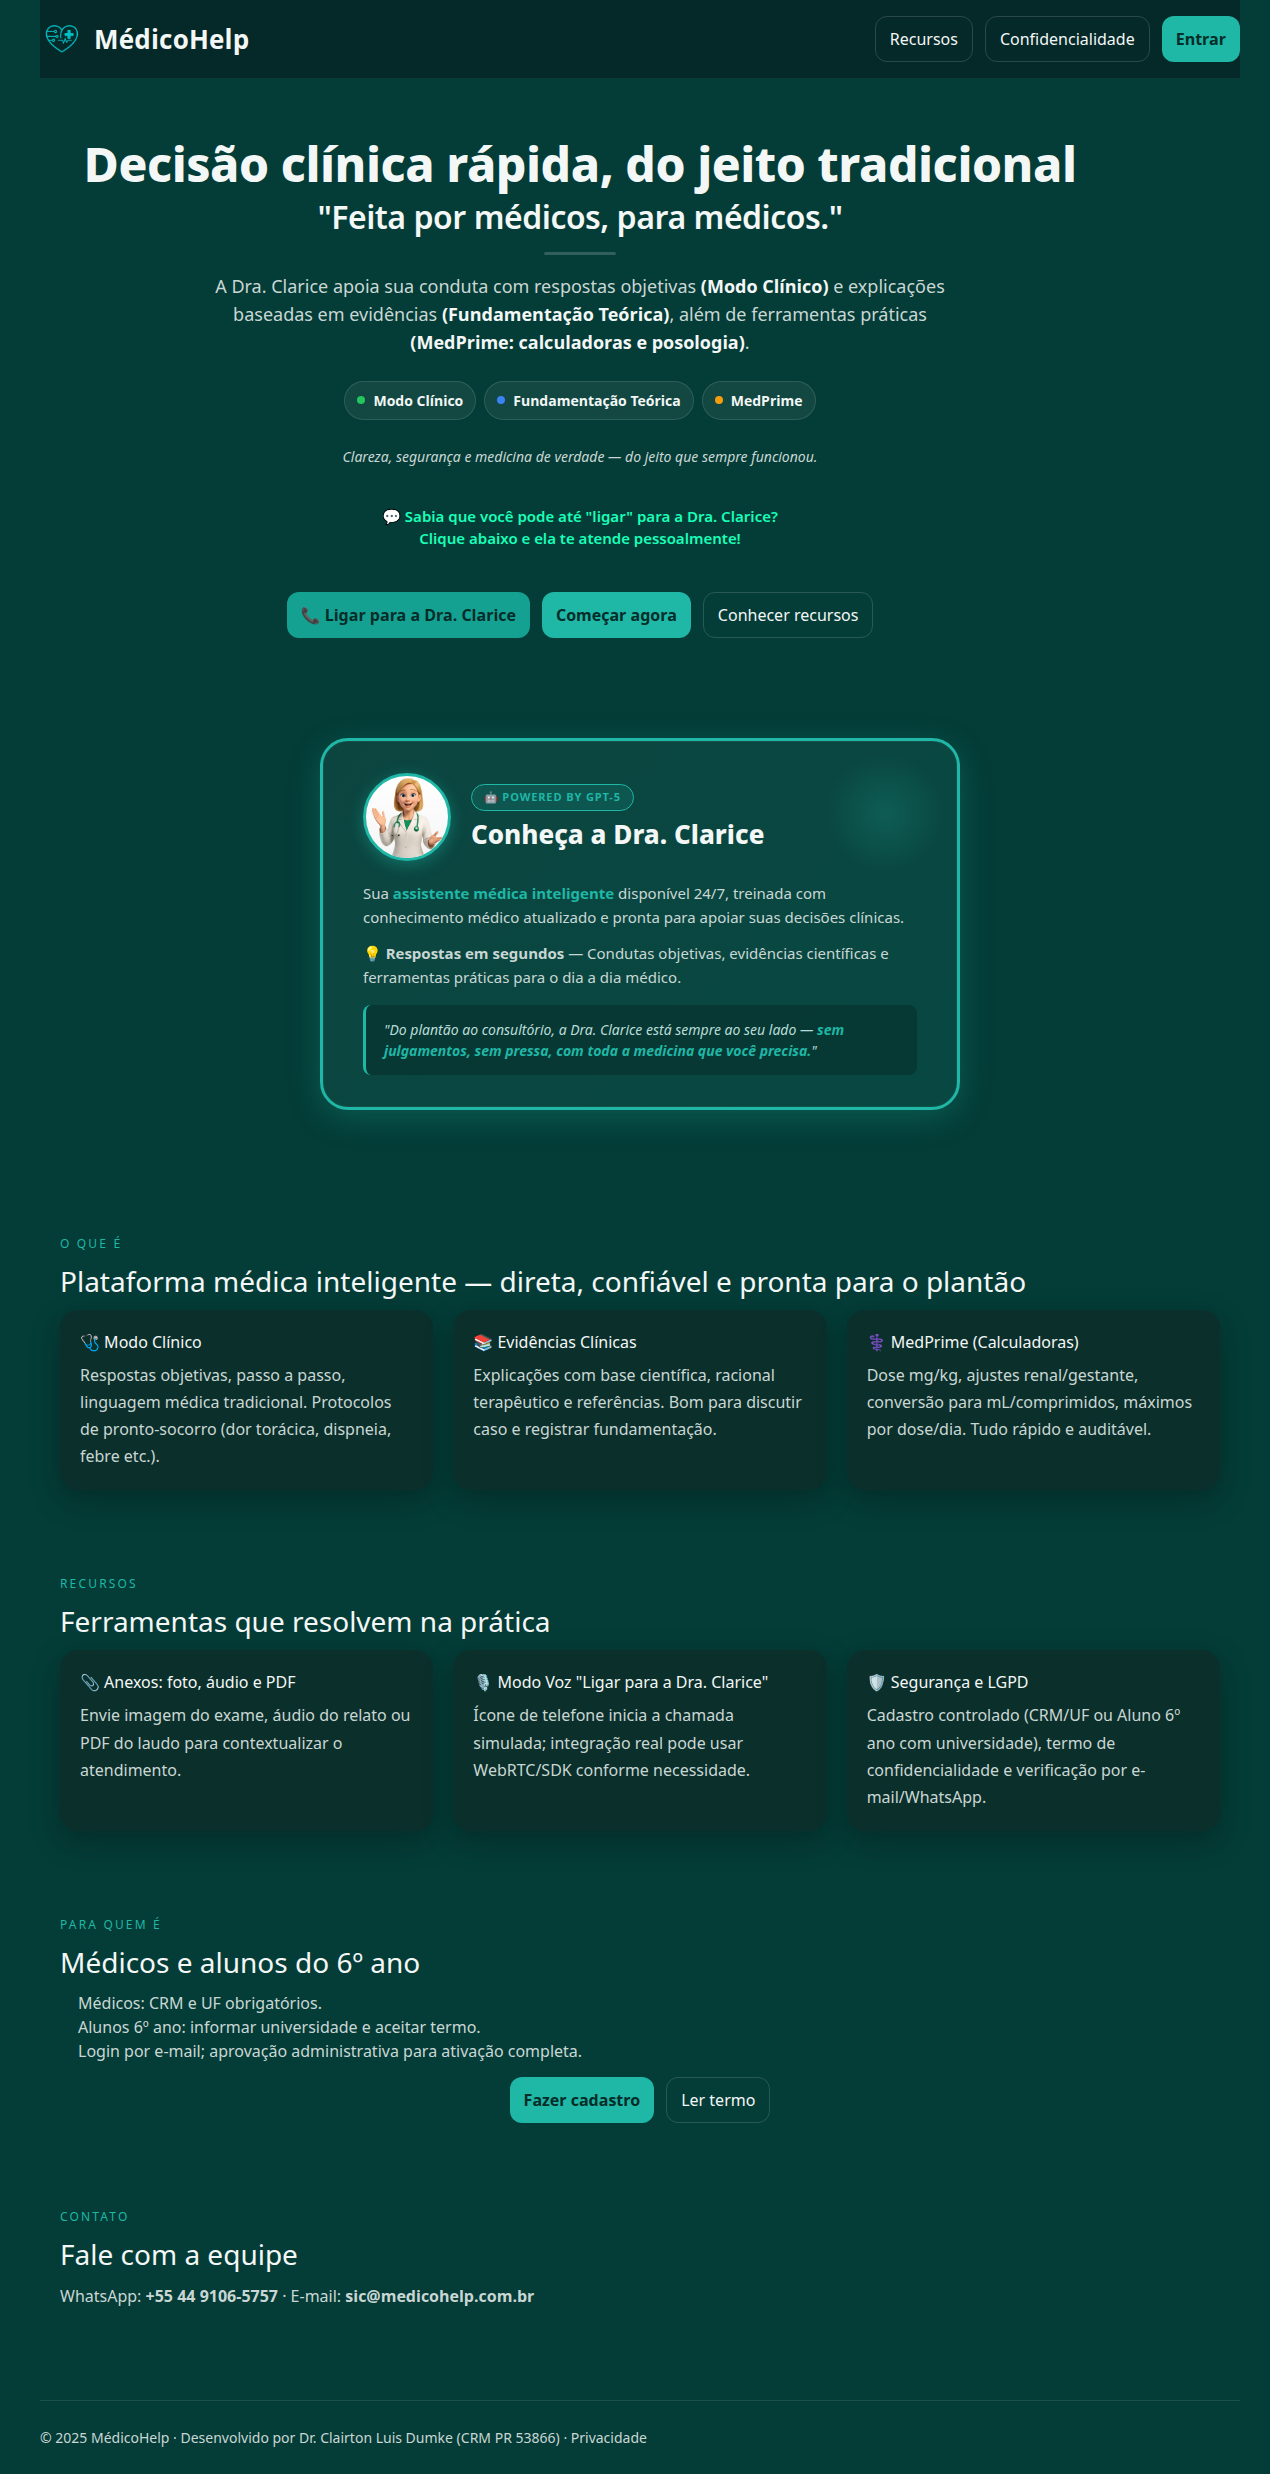 MédicoHelp
Recursos
Confidencialidade
Entrar
Decisão clínica rápida, do jeito tradicional
"Feita por médicos, para médicos."
A Dra. Clarice apoia sua conduta com respostas objetivas (Modo Clínico) e explicações
baseadas em evidências (Fundamentação Teórica), além de ferramentas práticas
(MedPrime: calculadoras e posologia).
Modo Clínico
Fundamentação Teórica
MedPrime
Clareza, segurança e medicina de verdade — do jeito que sempre funcionou.
💬 Sabia que você pode até "ligar" para a Dra. Clarice?
Clique abaixo e ela te atende pessoalmente!
📞 Ligar para a Dra. Clarice
Começar agora
Conhecer recursos
🤖 POWERED BY GPT-5
Conheça a Dra. Clarice
Sua assistente médica inteligente disponível 24/7, treinada com
conhecimento médico atualizado e pronta para apoiar suas decisões clínicas.
💡 Respostas em segundos — Condutas objetivas, evidências científicas e
ferramentas práticas para o dia a dia médico.
"Do plantão ao consultório, a Dra. Clarice está sempre ao seu lado — sem
julgamentos, sem pressa, com toda a medicina que você precisa."
O QUE É
Plataforma médica inteligente — direta, confiável e pronta para o plantão
🩺 Modo Clínico
Respostas objetivas, passo a passo,
linguagem médica tradicional. Protocolos
de pronto-socorro (dor torácica, dispneia,
febre etc.).
📚 Evidências Clínicas
Explicações com base científica, racional
terapêutico e referências. Bom para discutir
caso e registrar fundamentação.
⚕️ MedPrime (Calculadoras)
Dose mg/kg, ajustes renal/gestante,
conversão para mL/comprimidos, máximos
por dose/dia. Tudo rápido e auditável.
RECURSOS
Ferramentas que resolvem na prática
📎 Anexos: foto, áudio e PDF
Envie imagem do exame, áudio do relato ou
PDF do laudo para contextualizar o
atendimento.
🎙️ Modo Voz "Ligar para a Dra. Clarice"
Ícone de telefone inicia a chamada
simulada; integração real pode usar
WebRTC/SDK conforme necessidade.
🛡️ Segurança e LGPD
Cadastro controlado (CRM/UF ou Aluno 6º
ano com universidade), termo de
confidencialidade e verificação por e-
mail/WhatsApp.
PARA QUEM É
Médicos e alunos do 6º ano
Médicos: CRM e UF obrigatórios.
Alunos 6º ano: informar universidade e aceitar termo.
Login por e-mail; aprovação administrativa para ativação completa.
Fazer cadastro
Ler termo
CONTATO
Fale com a equipe
WhatsApp: +55 44 9106-5757 · E-mail: sic@medicohelp.com.br
© 2025 MédicoHelp · Desenvolvido por Dr. Clairton Luis Dumke (CRM PR 53866) · Privacidade